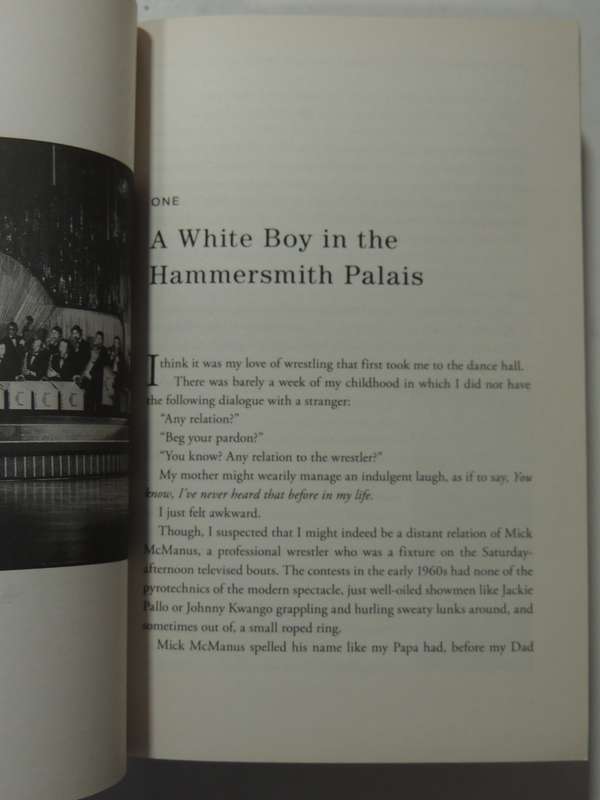 ONE
A White Boy in the
Hammersmith Palais
I think it was my love of wrestling that first took me to the dance hall.
There was barely a week of my childhood in which I did not have
the following dialogue with a stranger:
“Any relation?”
“Beg your pardon?”
“You know? Any relation to the wrestler?”
My mother might wearily manage an indulgent laugh, as if to say, You
know, I’ve never heard that before in my life.
I just felt awkward.
Though, I suspected that I might indeed be a distant relation of Mick
McManus, a professional wrestler who was a fixture on the Saturday-
afternoon televised bouts. The contests in the early 1960s had none of the
pyrotechnics of the modern spectacle, just well-oiled showmen like Jackie
Pallo or Johnny Kwango grappling and hurling sweaty lunks around, and
sometimes out of, a small roped ring.
Mick McManus spelled his name like my Papa had, before my Dad